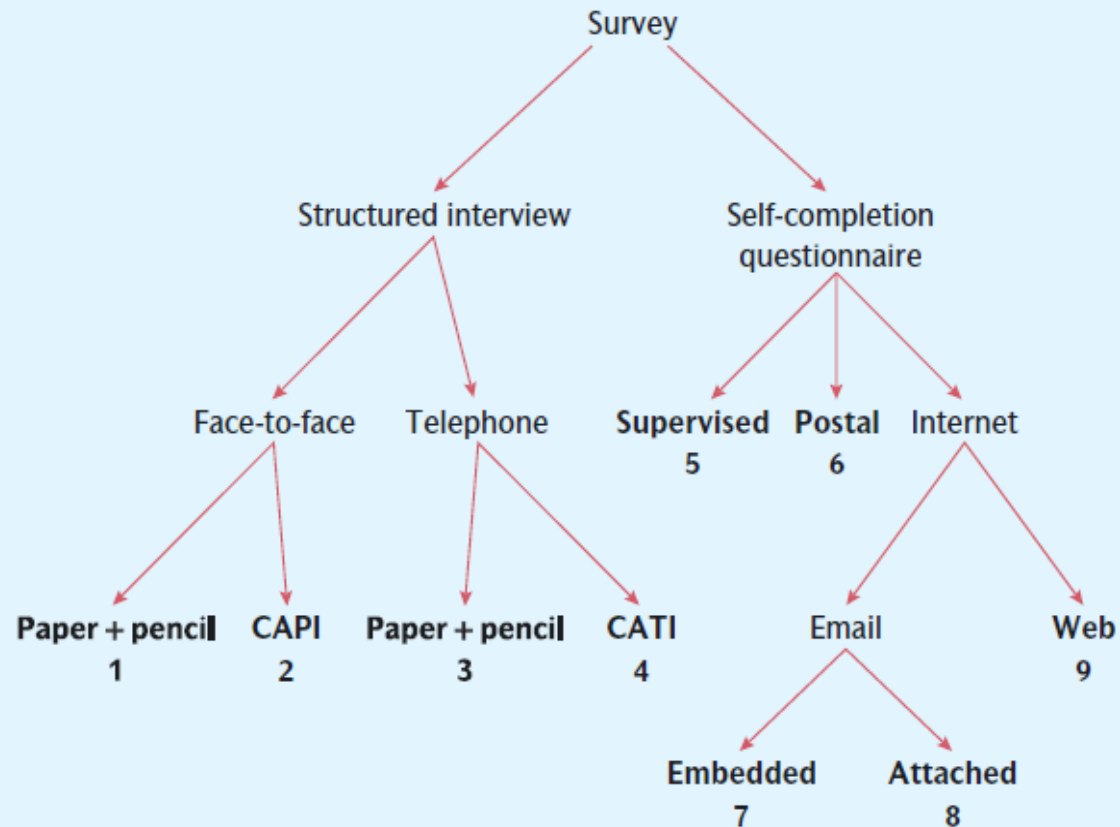 Survey
Structured interview
Self-completion
questionnaire
Face-to-face
Telephone
Supervised
5
Postal
6
Internet
Paper + pencil
1
CAPI
2
Paper + pencil
3
CATI
4
Email
Web
9
Embedded
7
Attached
8